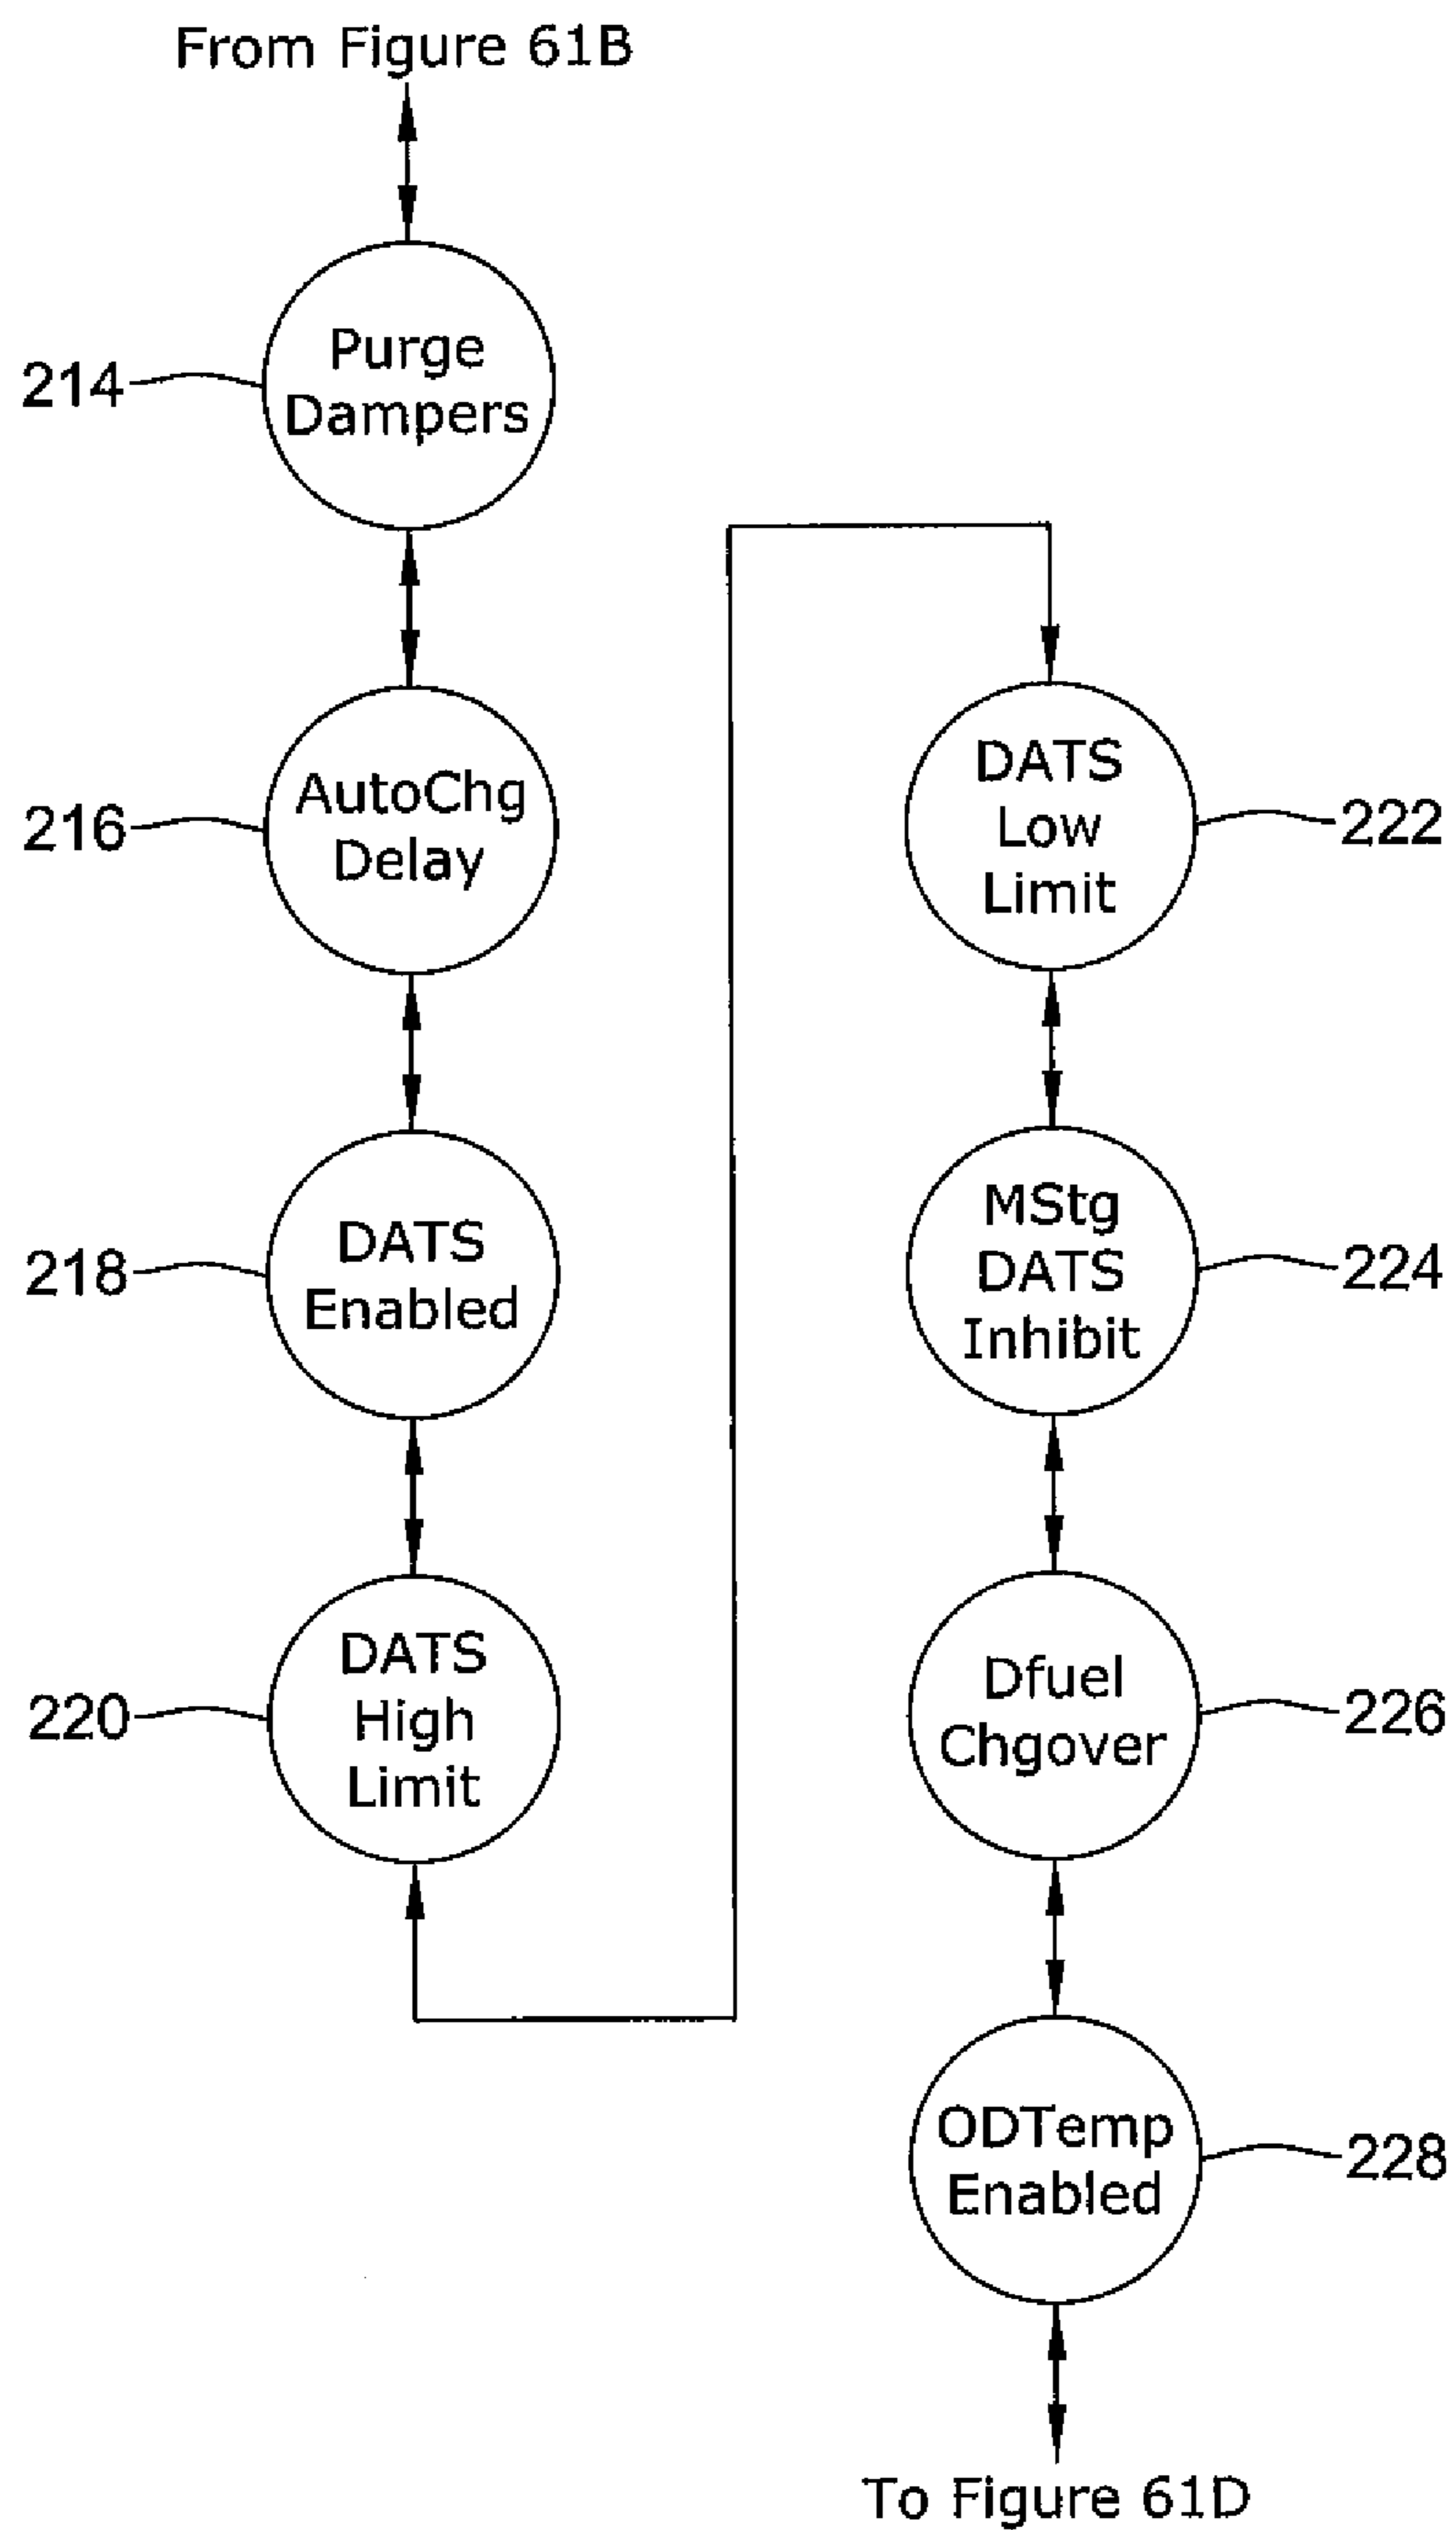 From Figure 61B
214
Purge
Dampers
216
AutoChg
Delay
218
DATS
Enabled
220
DATS
High
Limit
DATS
Low
Limit
222
MStg
DATS
Inhibit
224
Dfuel
Chgover
226
ODTemp
Enabled
228
To Figure 61D